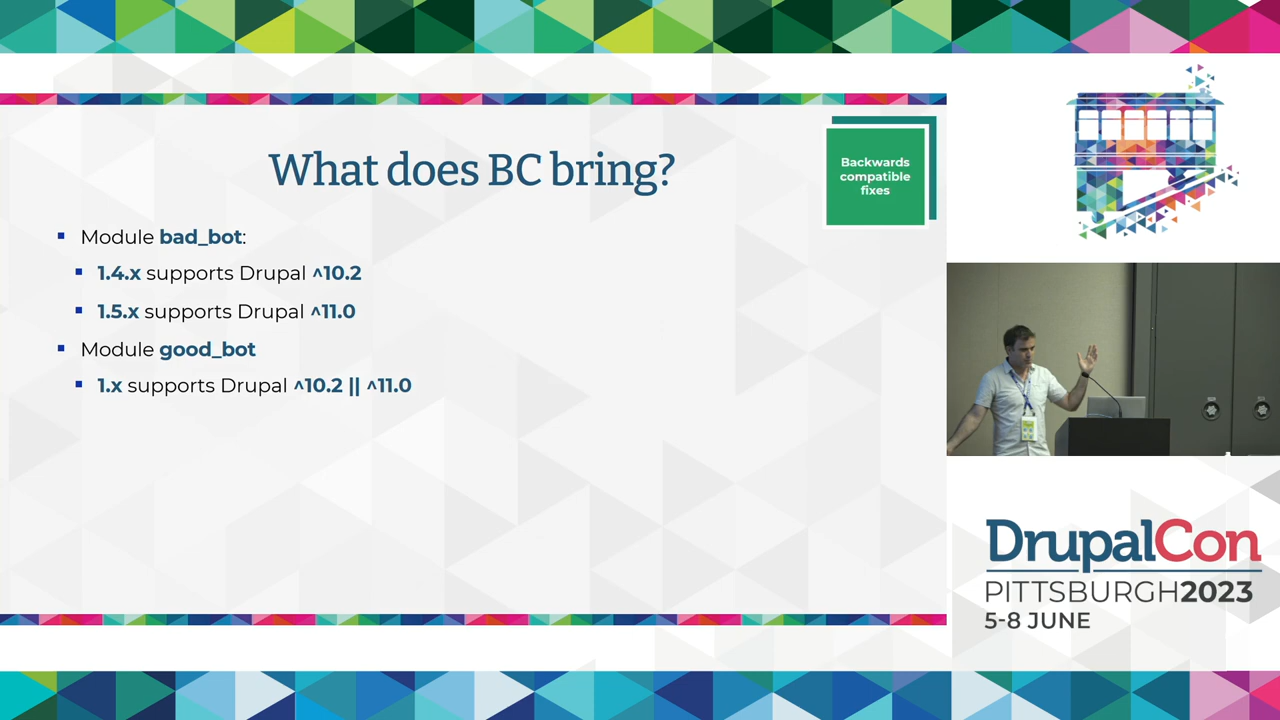 What does BC bring?
Backwards
compatible
fixes
Module bad_bot:
1.4.x supports Drupal ^10.2
1.5.x supports Drupal ^11.0
Module good_bot
1.x supports Drupal ^10.2 || ^11.0
DrupalCon
PITTSBURGH2023
5-8 JUNE